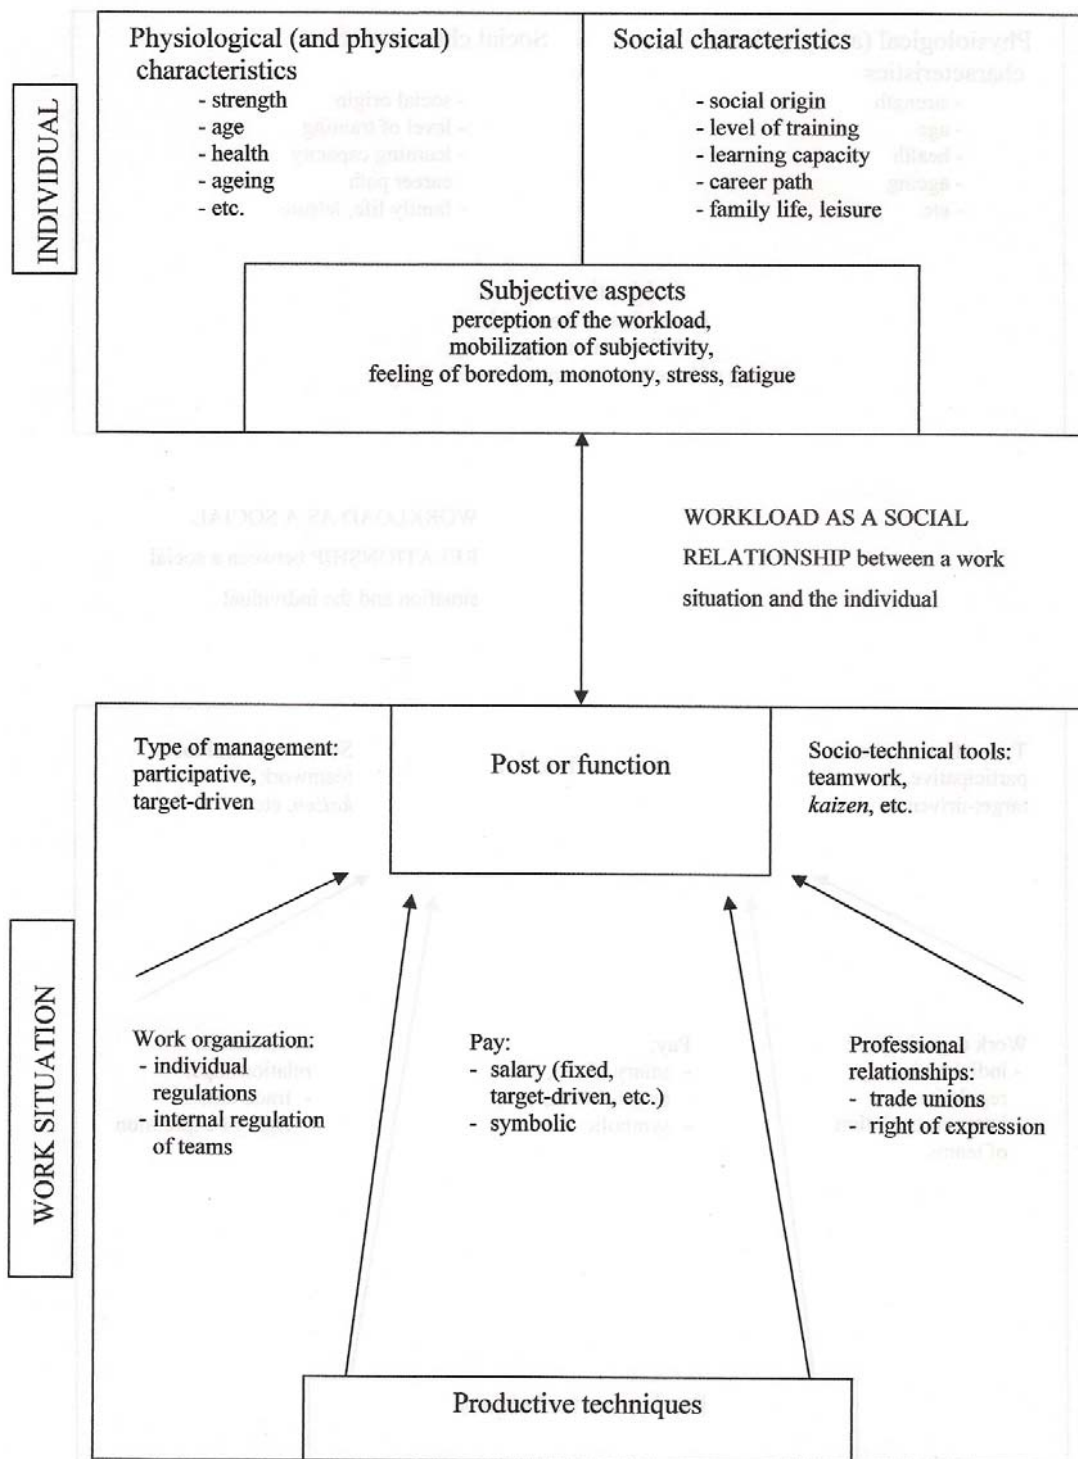 INDIVIDUAL
Physiological (and physical)
characteristics
- strength
- age
- health
- ageing
- etc.
Social characteristics
- social origin
- level of training
- learning capacity
- career path
- family life, leisure
Subjective aspects
perception of the workload,
mobilization of subjectivity,
feeling of boredom, monotony, stress, fatigue
WORKLOAD AS A SOCIAL
RELATIONSHIP between a work
situation and the individual
WORK SITUATION
Type of management:
participative,
target-driven
Post or function
Socio-technical tools:
teamwork,
kaizen, etc.
Work organization:
- individual
regulations
- internal regulation
of teams
Pay:
- salary (fixed,
target-driven, etc.)
- symbolic
Professional
relationships:
- trade unions
- right of expression
Productive techniques